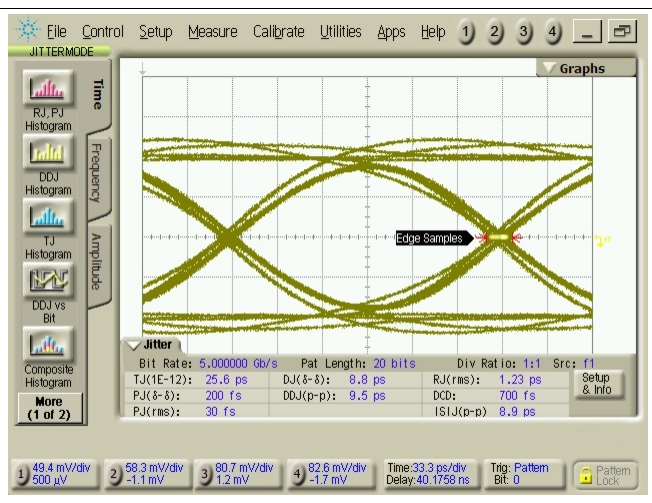 File Control Setup Measure Calibrate Utilities Apps Help 1 2 3 4
JITTERMODE
Graphs
Time
RJ, PJ
Histogram
Frequency
DDJ
Histogram
Amplitude
TJ
Histogram
DDJ vs
Bit
Composite
Histogram
More
(1 of 2)
Edge Samples
f1
Jitter
Bit Rate: 5.000000 Gb/s Pat Length: 20 bits Div Ratio: 1:1 Src: f1
TJ(1E-12): 25.6 ps DJ(δ-δ): 8.8 ps RJ(rms): 1.23 ps
PJ(δ-δ): 200 fs DDJ(p-p): 9.5 ps DCD: 700 fs
PJ(rms): 30 fs ISIJ(p-p) 8.9 ps
Setup
& Info
1 49.4 mV/div
500 µV
2 58.3 mV/div
-1.1 mV
3 80.7 mV/div
1.2 mV
4 82.6 mV/div
-1.7 mV
Time:33.3 ps/div
Delay:40.1758 ns
Trig: Pattern
Bit: 0
Pattern
Lock